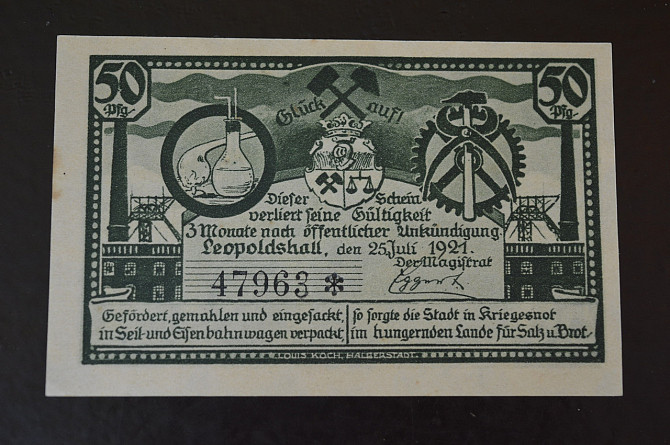 50 50
Pfg. Pfg.
Glück auf!
Dieser Schein
verliert seine Gültigkeit
3 Monate nach öffentlicher Unkündigung.
Leopoldshall, den 25. Juli 1921.
Der Magistrat
47963 *
Eggert
Gefördert, gemahlen und eingesackt,
in Seil- und Eisenbahnwagen verpackt,
so sorgte die Stadt in Kriegesnot
im hungernden Lande für Salz u. Brot.
LOUIS KOCH, HALBERSTADT.